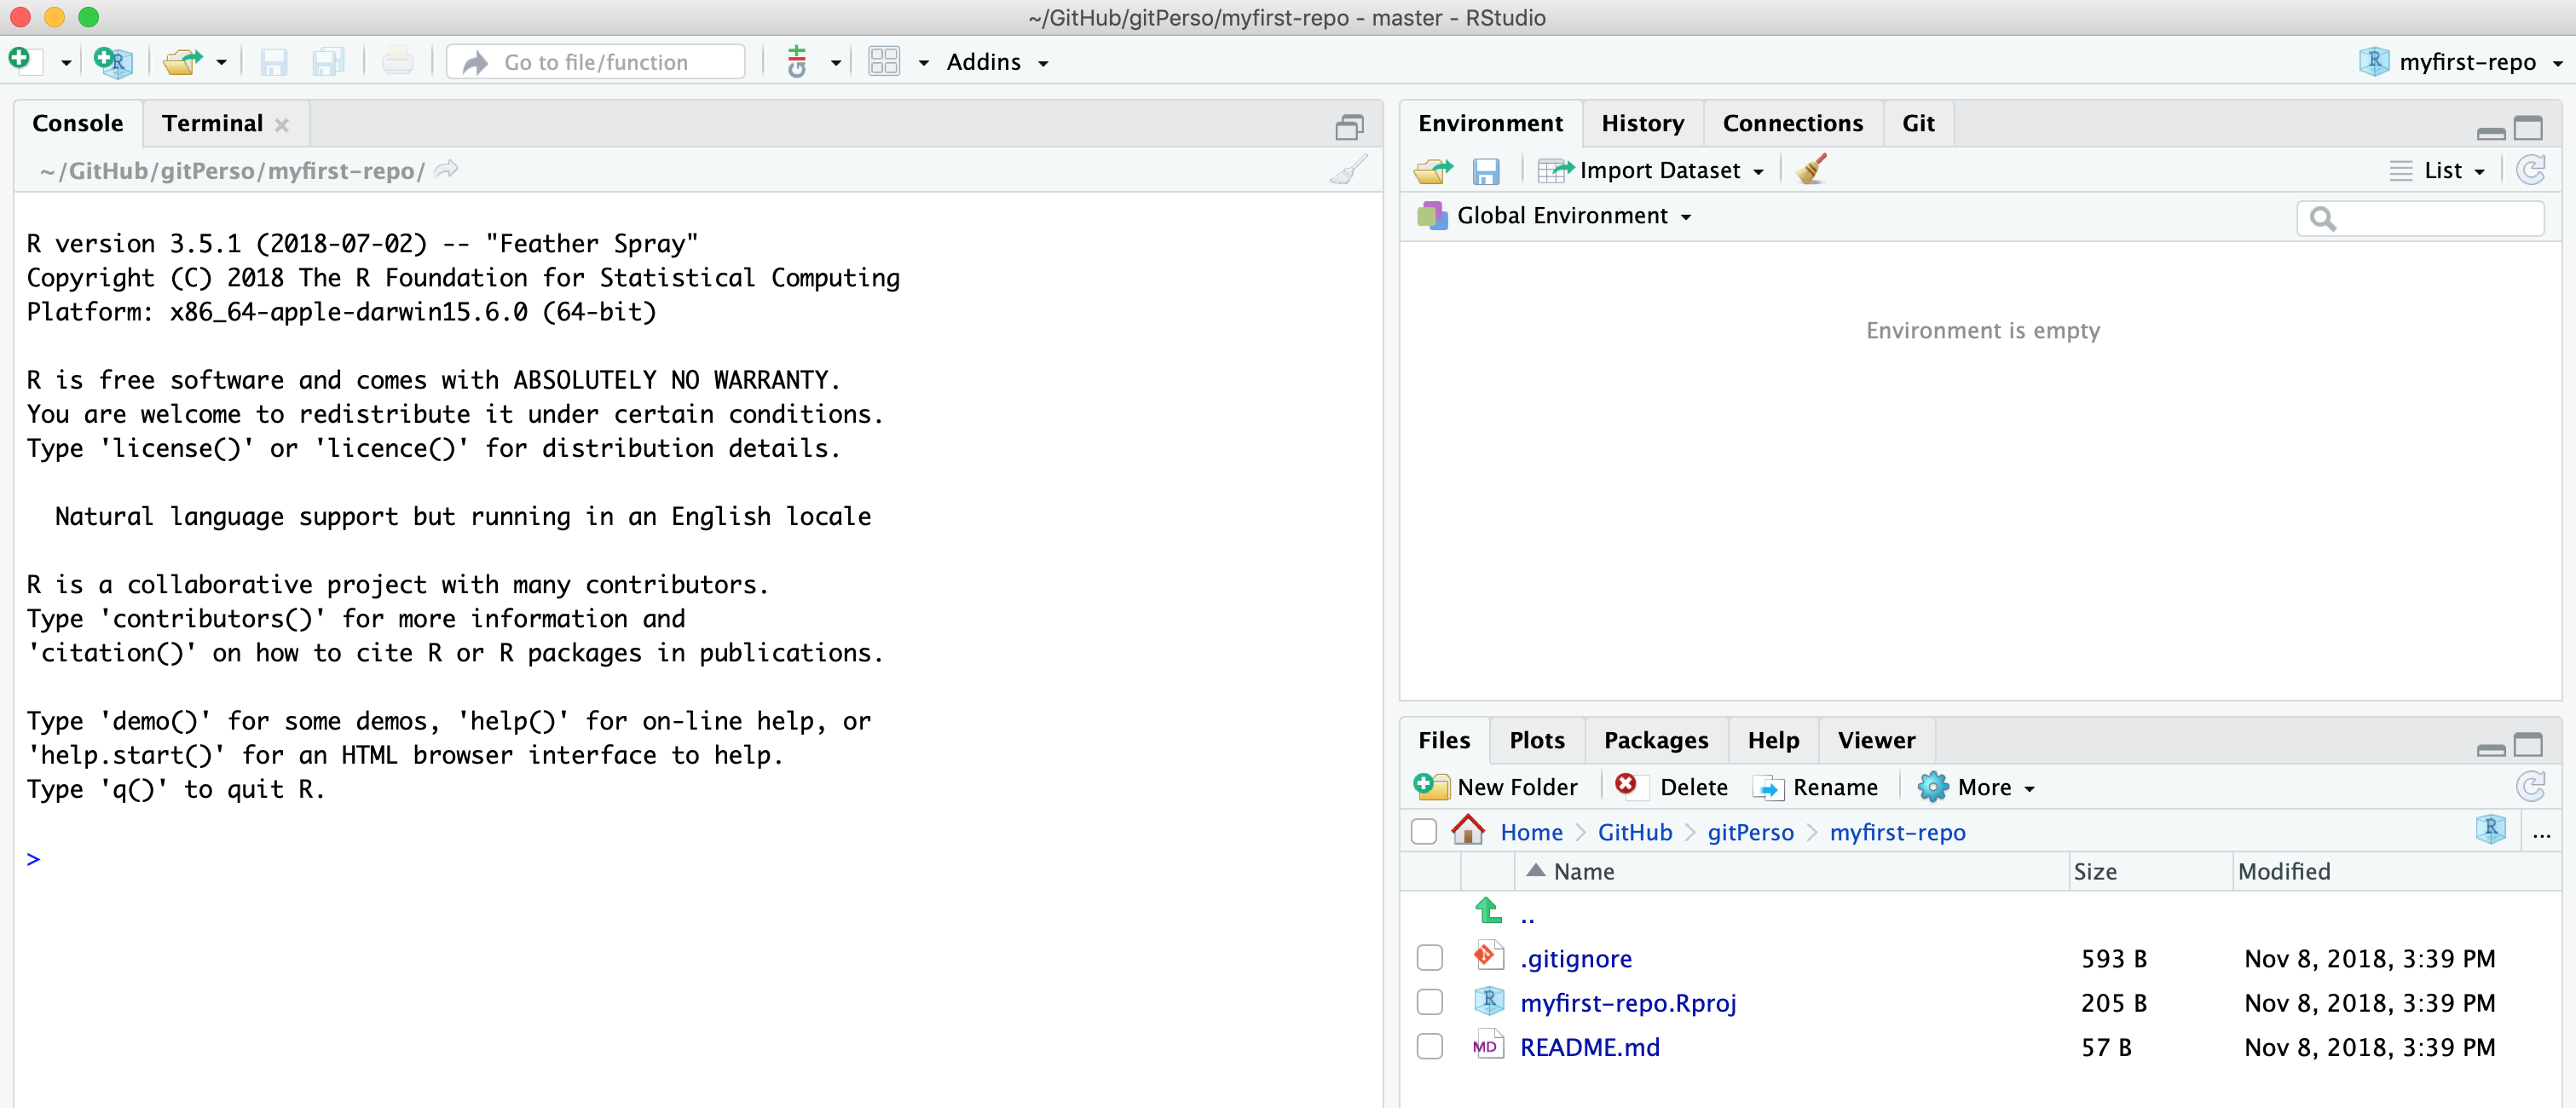 ~/GitHub/gitPerso/myfirst-repo - master - RStudio
Go to file/function
Git
Addins
myfirst-repo
Console
Terminal
~/GitHub/gitPerso/myfirst-repo/
R version 3.5.1 (2018-07-02) -- "Feather Spray"
Copyright (C) 2018 The R Foundation for Statistical Computing
Platform: x86_64-apple-darwin15.6.0 (64-bit)
R is free software and comes with ABSOLUTELY NO WARRANTY.
You are welcome to redistribute it under certain conditions.
Type 'license()' or 'licence()' for distribution details.
Natural language support but running in an English locale
R is a collaborative project with many contributors.
Type 'contributors()' for more information and
'citation()' on how to cite R or R packages in publications.
Type 'demo()' for some demos, 'help()' for on-line help, or
'help.start()' for an HTML browser interface to help.
Type 'q()' to quit R.
>
Environment History Connections Git
Import Dataset List
Global Environment
Environment is empty
Files Plots Packages Help Viewer
New Folder Delete Rename More
Home GitHub gitPerso myfirst-repo R ...
Name Size Modified
..
.gitignore 593 B Nov 8, 2018, 3:39 PM
R myfirst-repo.Rproj 205 B Nov 8, 2018, 3:39 PM
MD README.md 57 B Nov 8, 2018, 3:39 PM